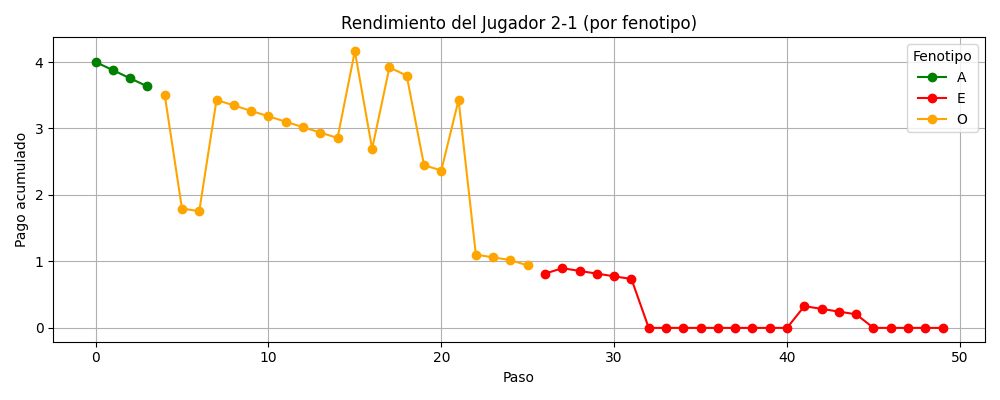 Rendimiento del Jugador 2-1 (por fenotipo)
Pago acumulado
4
3
2
1
0
0
10
20
30
40
50
Paso
Fenotipo
A
E
O